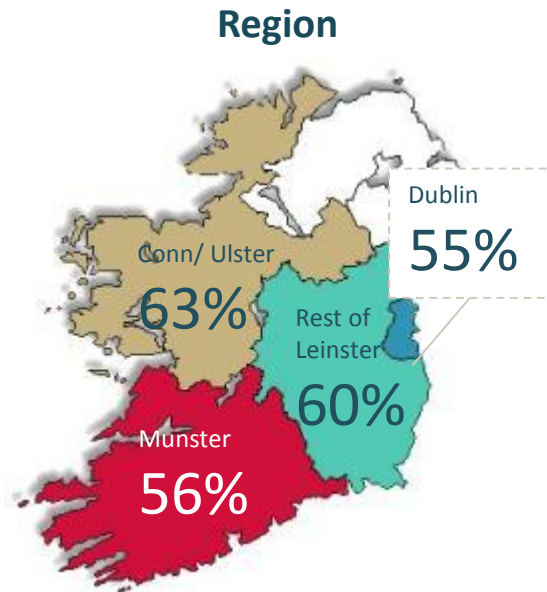 Region
Dublin
55%
Conn/ Ulster
63%
Rest of
Leinster
60%
Munster
56%